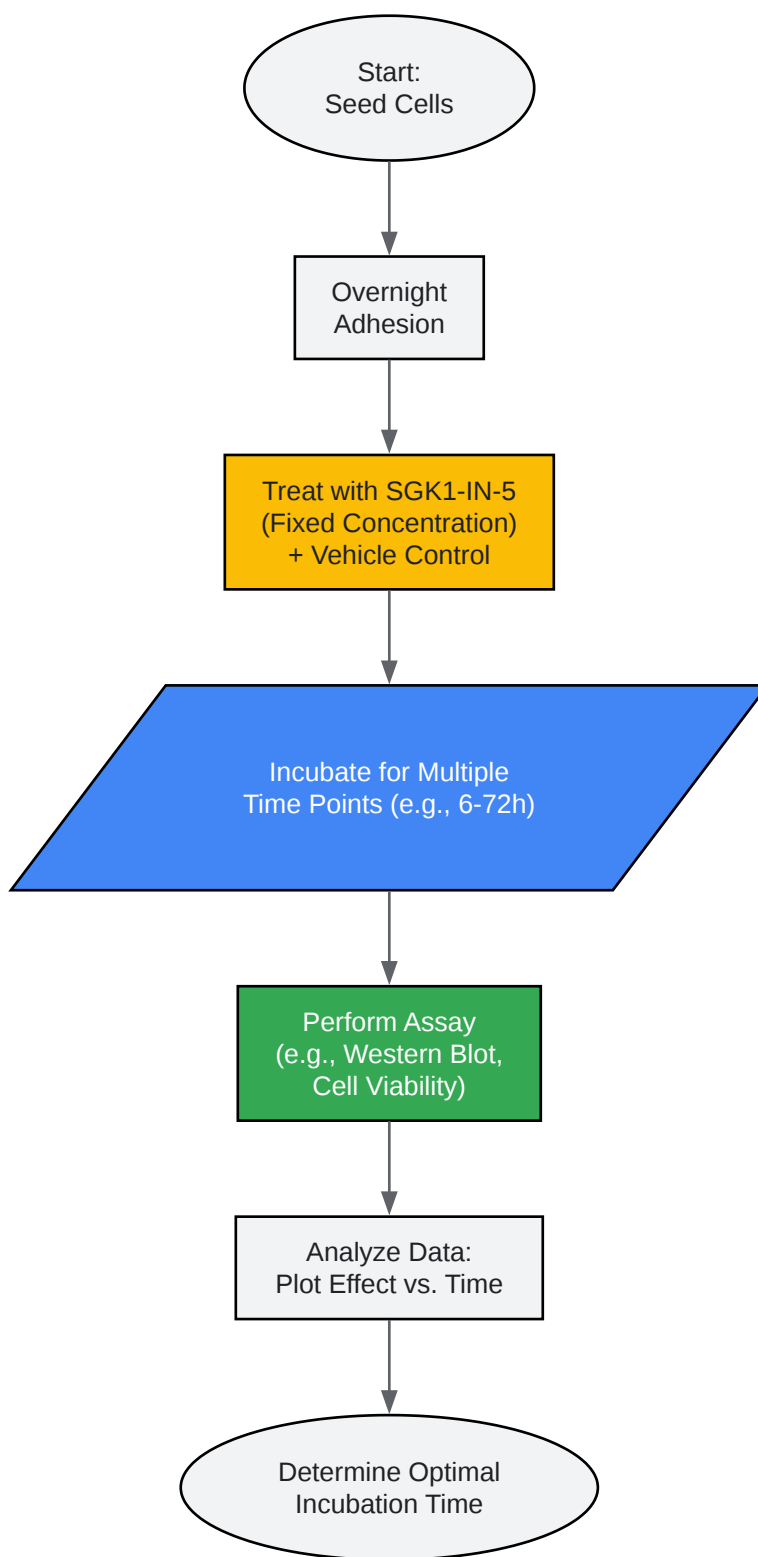 Start:
Seed Cells
Overnight
Adhesion
Treat with SGK1-IN-5
(Fixed Concentration)
+ Vehicle Control
Incubate for Multiple
Time Points (e.g., 6-72h)
Perform Assay
(e.g., Western Blot,
Cell Viability)
Analyze Data:
Plot Effect vs. Time
Determine Optimal
Incubation Time